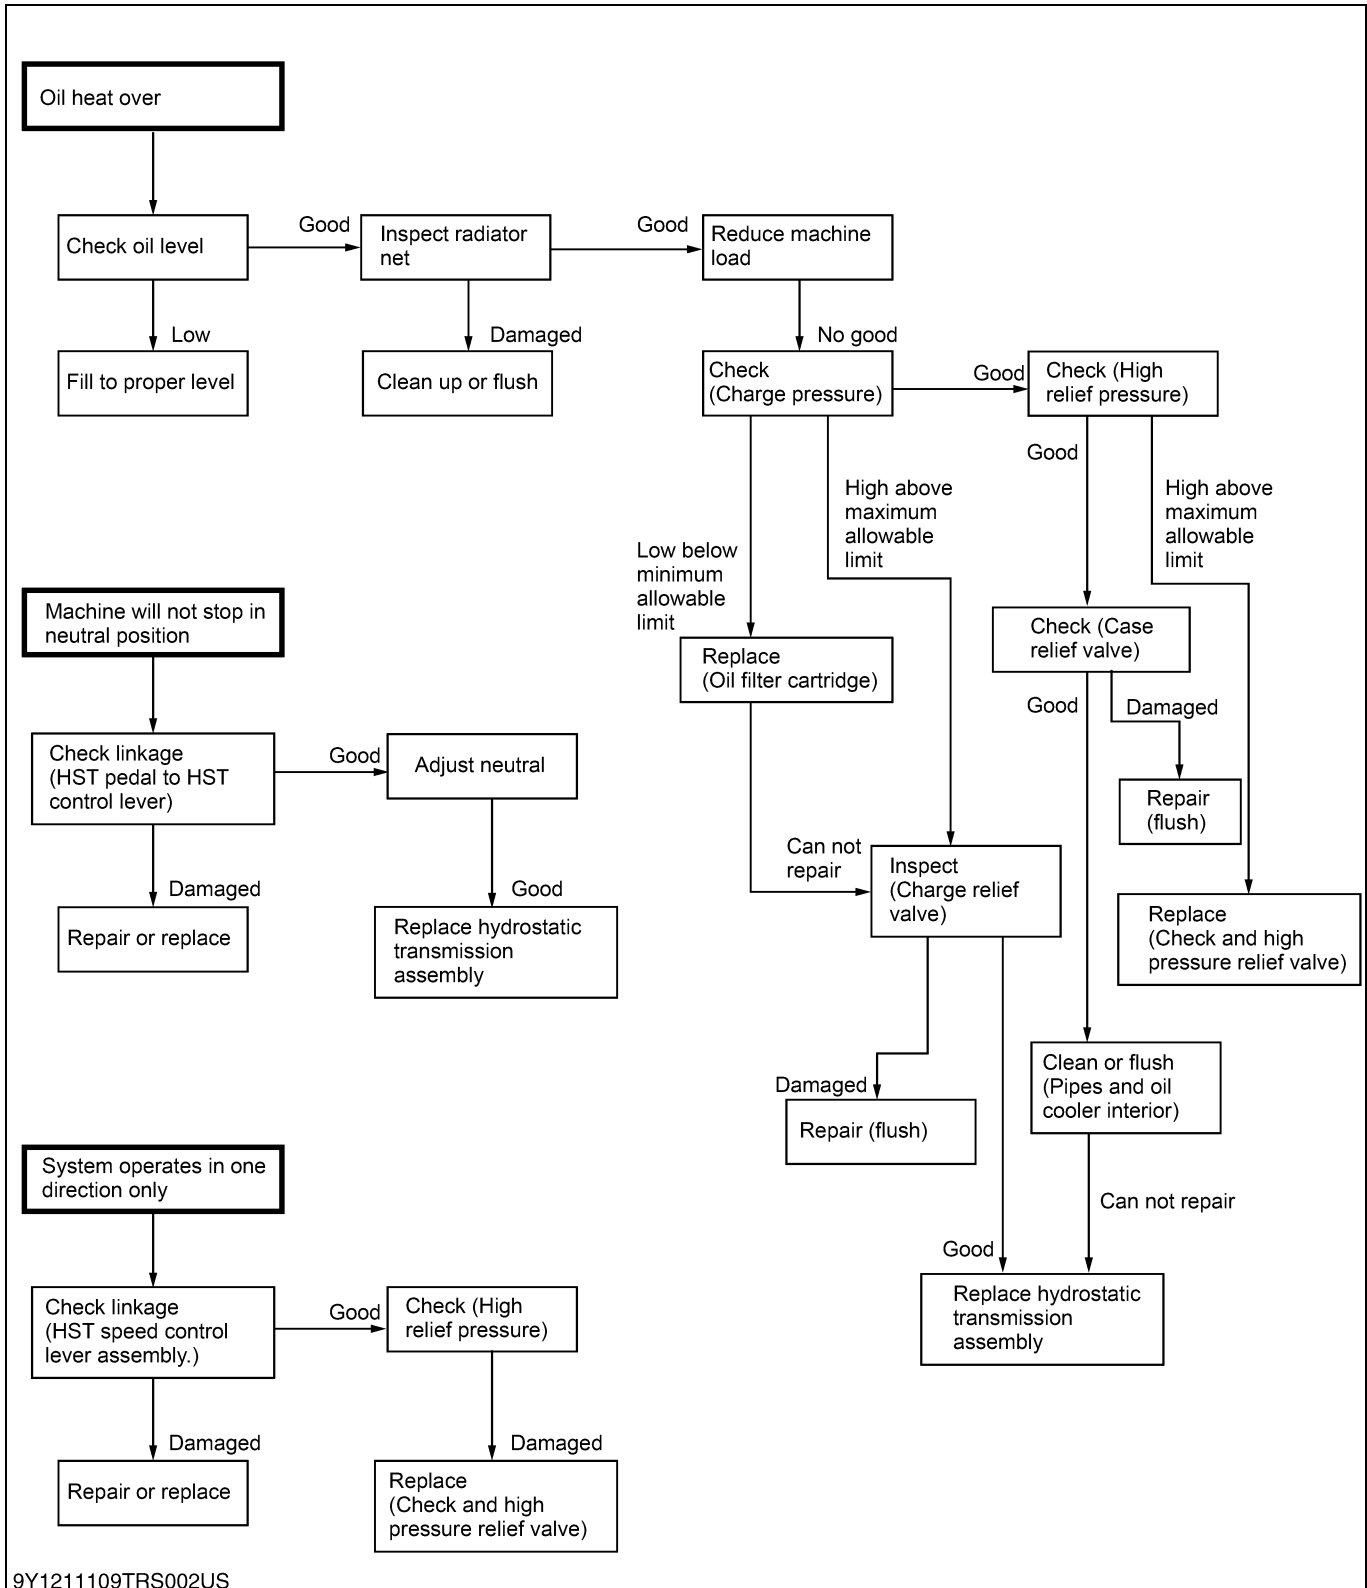 Oil heat over
Check oil level
Good
Inspect radiator
net
Good
Reduce machine
load
Low
Fill to proper level
Damaged
Clean up or flush
No good
Check
(Charge pressure)
Good
Check (High
relief pressure)
Good
High above
maximum
allowable
limit
High above
maximum
allowable
limit
Low below
minimum
allowable
limit
Replace
(Oil filter cartridge)
Check (Case
relief valve)
Good
Damaged
Repair
(flush)
Can not
repair
Inspect
(Charge relief
valve)
Replace
(Check and high
pressure relief valve)
Clean or flush
(Pipes and oil
cooler interior)
Damaged
Repair (flush)
Can not repair
Good
Replace hydrostatic
transmission
assembly
Machine will not stop in
neutral position
Check linkage
(HST pedal to HST
control lever)
Good
Adjust neutral
Damaged
Repair or replace
Good
Replace hydrostatic
transmission
assembly
System operates in one
direction only
Check linkage
(HST speed control
lever assembly.)
Good
Check (High
relief pressure)
Damaged
Repair or replace
Damaged
Replace
(Check and high
pressure relief valve)
9Y1211109TRS002US